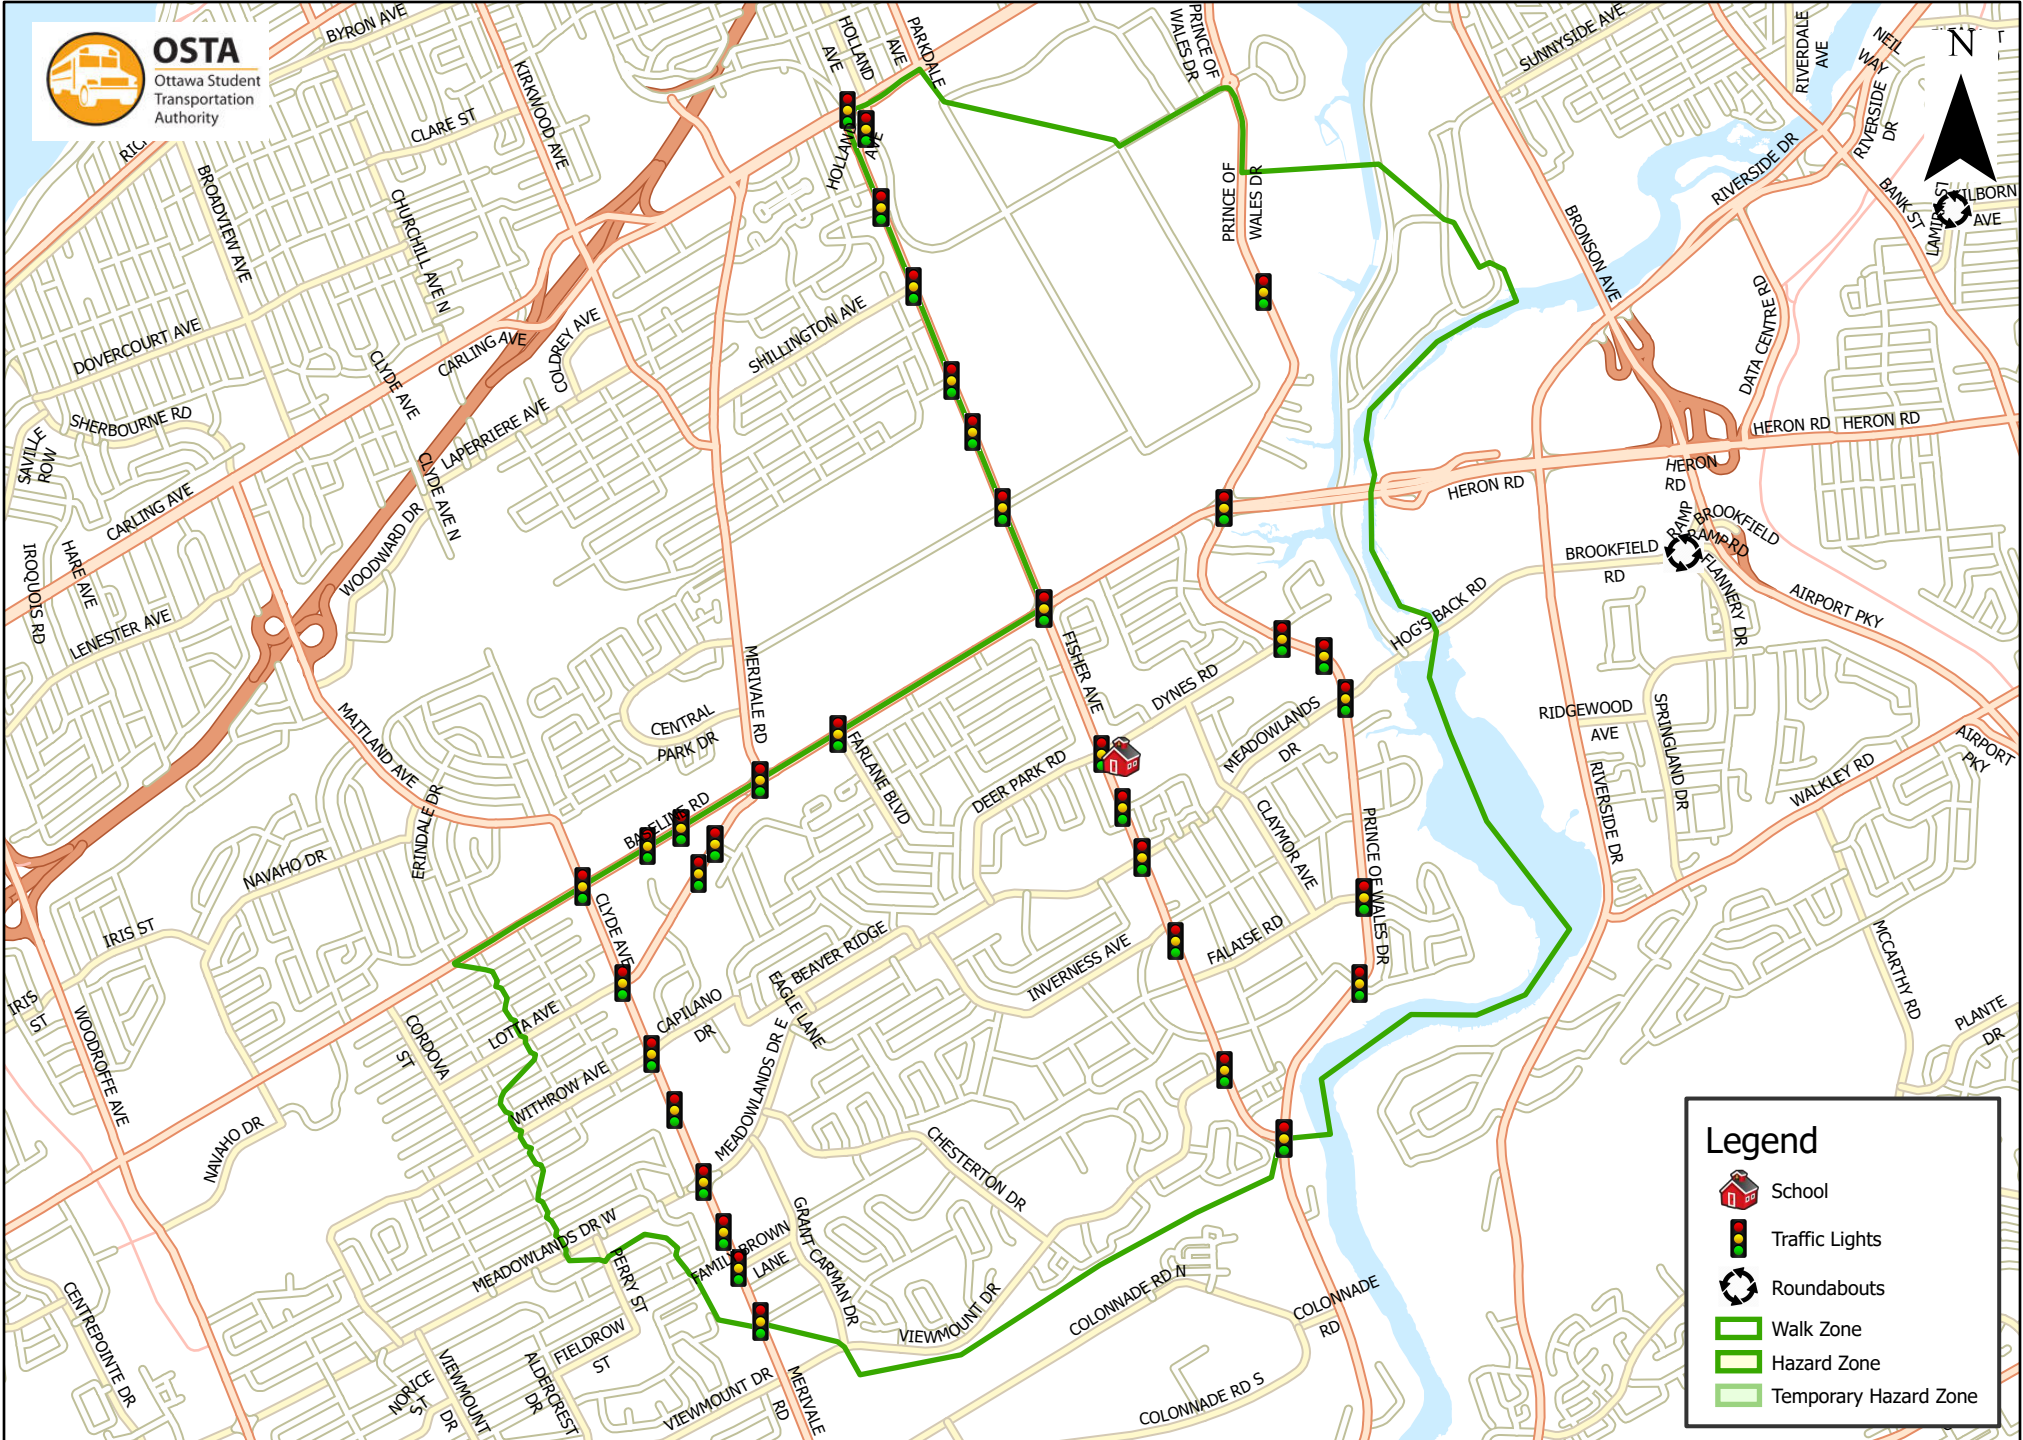 OSTA
Ottawa Student
Transportation
Authority
BYRON AVE
HOLLAND
AVE
PARKDALE
AVE
PRINCE OF
WALES DR
SUNNYSIDE AVE
RIVERDALE
AVE
NEIL
WAY
RIVERSIDE
DR
N
KIRKWOOD AVE
CLARE ST
BROADVIEW AVE
CHURCHILL AVE N
HOLLAND
AVE
PRINCE OF
WALES DR
RIVERSIDE DR
BANK ST
KILBORN
AVE
BRONSON AVE
DATA CENTRE RD
DOVERCOURT AVE
CARLING AVE
COLDREY AVE
SHILLINGTON AVE
CLYDE AVE
SHERBOURNE RD
SAVILLE
ROW
LAPERRIERE AVE
CLYDE AVE N
CARLING AVE
WOODWARD DR
HERON RD
HERON RD
HERON
RD
HERON RD
IROQUOIS RD
HARE AVE
LENESTER AVE
BROOKFIELD
RD
RAMP
BROOKFIELD
RD
RAMP
FLANNERY DR
AIRPORT PKY
HOG'S BACK RD
MERIVALE RD
FISHER AVE
DYNES RD
CENTRAL
PARK DR
MAITLAND AVE
MEADOWLANDS
DR
RIDGEWOOD
AVE
SPRINGLAND DR
AIRPORT
PKY
WALKLEY RD
RIVERSIDE DR
FARLANE BLVD
DEER PARK RD
BASELINE RD
ERINDALE DR
NAVAHO DR
CLAYMOR AVE
PRINCE OF WALES DR
IRIS ST
IRIS
ST
WOODROFFE AVE
CLYDE AVE
BEAVER RIDGE
EAGLE LANE
INVERNESS AVE
FALAISE RD
MCCARTHY RD
PLANTE
DR
CORDOVA
ST
LOTTA AVE
CAPILANO
DR
WITHROW AVE
MEADOWLANDS DR E
NAVAHO DR
CHESTERTON DR
GRANT CARMAN DR
MEADOWLANDS DR W
PERRY ST
FAMILY BROWN
LANE
VIEWMOUNT DR
COLONNADE RD N
COLONNADE
RD
CENTREPOINTE DR
FIELDROW
ST
NORICE
ST
VIEWMOUNT
DR
ALDERCREST
DR
VIEWMOUNT DR
MERIVALE
RD
COLONNADE RD S
Legend
School
Traffic Lights
Roundabouts
Walk Zone
Hazard Zone
Temporary Hazard Zone